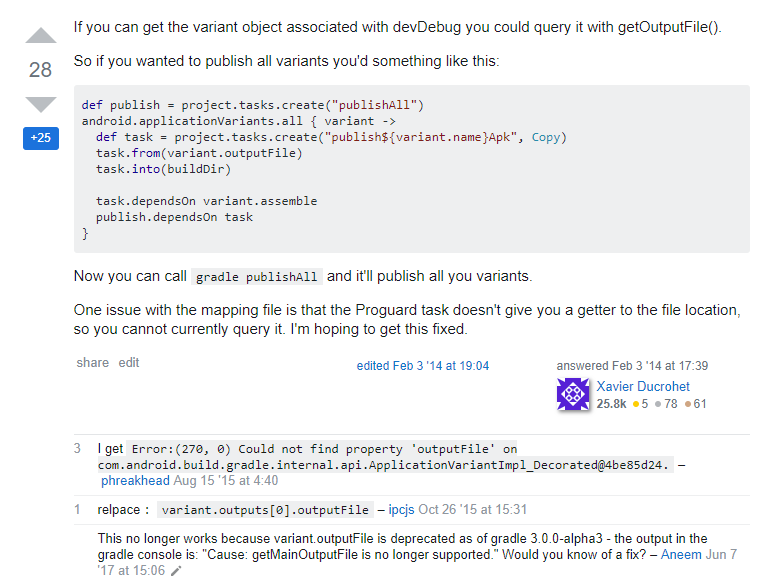 If you can get the variant object associated with devDebug you could query it with getOutputFile().
28
So if you wanted to publish all variants you'd something like this:
+25
def publish = project.tasks.create("publishAll")
android.applicationVariants.all { variant ->
  def task = project.tasks.create("publish${variant.name}Apk", Copy)
  task.from(variant.outputFile)
  task.into(buildDir)

  task.dependsOn variant.assemble
  publish.dependsOn task
}
Now you can call gradle publishAll and it'll publish all you variants.
One issue with the mapping file is that the Proguard task doesn't give you a getter to the file location,
so you cannot currently query it. I'm hoping to get this fixed.
share edit
edited Feb 3 '14 at 19:04
answered Feb 3 '14 at 17:39
Xavier Ducrohet
25.8k 5 78 61
3 I get Error:(270, 0) Could not find property 'outputFile' on
com.android.build.gradle.internal.api.ApplicationVariantImpl_Decorated@4be85d24. –
phreakhead Aug 15 '15 at 4:40
1 relpace : variant.outputs[0].outputFile – ipcjs Oct 26 '15 at 15:31
This no longer works because variant.outputFile is deprecated as of gradle 3.0.0-alpha3 - the output in the
gradle console is: "Cause: getMainOutputFile is no longer supported." Would you know of a fix? – Aneem Jun 7
'17 at 15:06